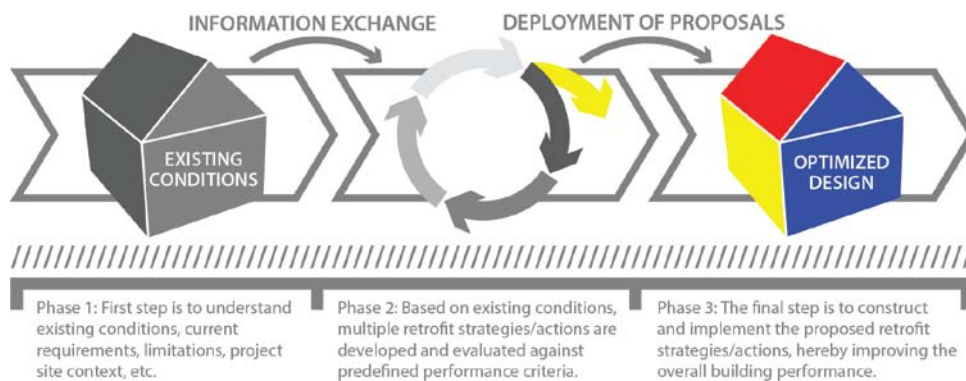 INFORMATION EXCHANGE
DEPLOYMENT OF PROPOSALS
EXISTING
CONDITIONS
OPTIMIZED
DESIGN
Phase 1: First step is to understand
existing conditions, current
requirements, limitations, project
site context, etc.
Phase 2: Based on existing conditions,
multiple retrofit strategies/actions are
developed and evaluated against
predefined performance criteria.
Phase 3: The final step is to construct
and implement the proposed retrofit
strategies/actions, hereby improving the
overall building performance.